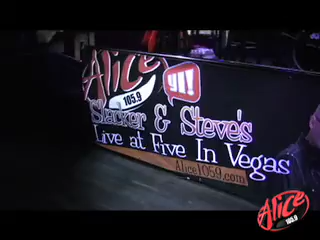 Alice
105.9
y!!
Slacker & Steve's
Live at Five In Vegas
Alice1059.com
Alice
105.9